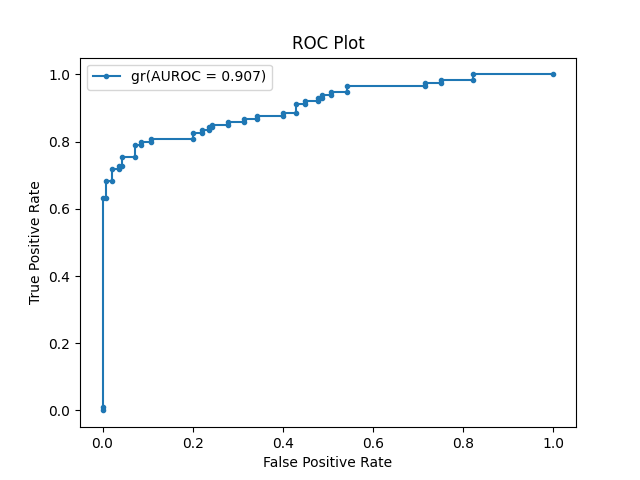 ROC Plot
gr(AUROC = 0.907)
True Positive Rate
1.0
0.8
0.6
0.4
0.2
0.0
0.0 0.2 0.4 0.6 0.8 1.0
False Positive Rate